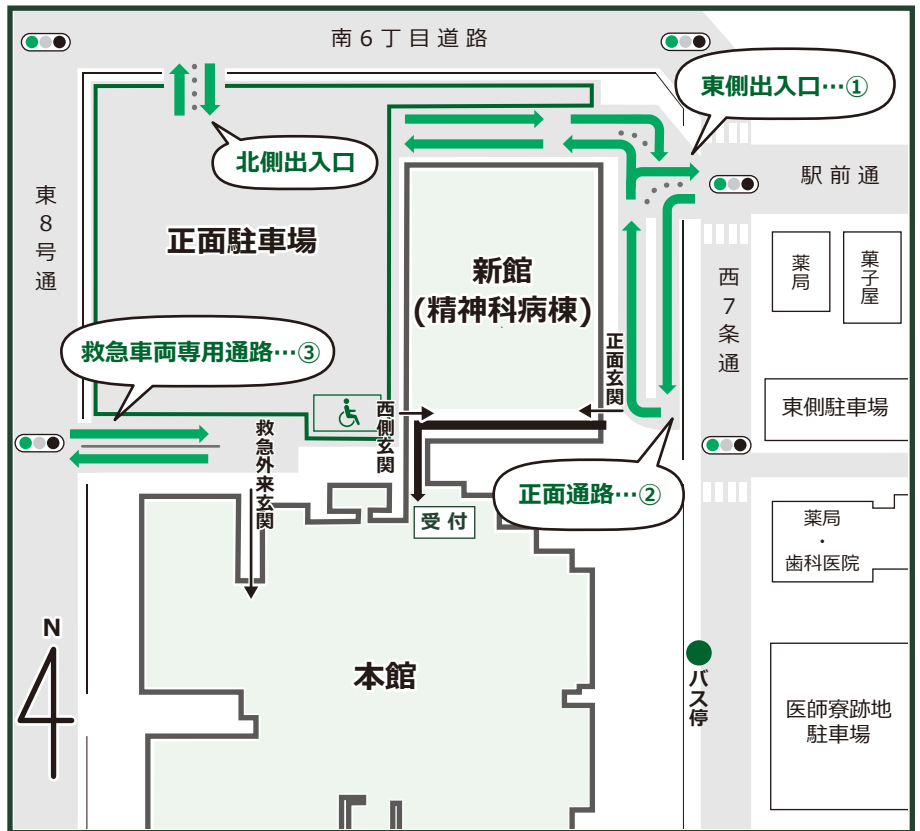 南6丁目道路
東側出入口…①
北側出入口
駅前通
東8号通
正面駐車場
新館
(精神科病棟)
薬局
菓子屋
西7条通
救急車両専用通路…③
正面玄関
東側駐車場
西側玄関
救急外来玄関
正面通路…②
受付
薬局
・
歯科医院
N
本館
バス停
医師寮跡地
駐車場